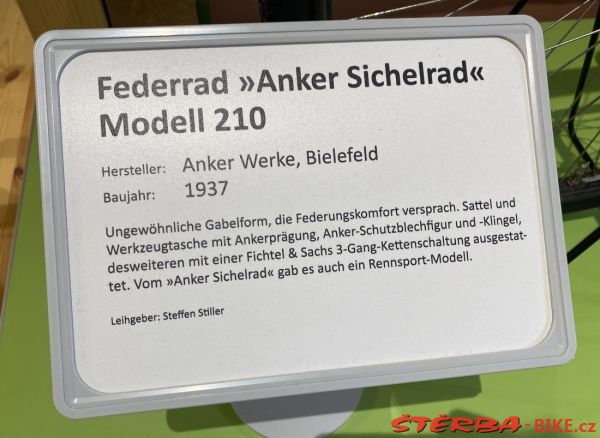 Federrad »Anker Sichelrad«
Modell 210
Hersteller: Anker Werke, Bielefeld
Baujahr: 1937
Ungewöhnliche Gabelform, die Federungskomfort versprach. Sattel und
Werkzeugtasche mit Ankerprägung, Anker-Schutzblechfigur und -Klingel,
desweiteren mit einer Fichtel & Sachs 3-Gang-Kettenschaltung ausgestat-
tet. Vom »Anker Sichelrad« gab es auch ein Rennsport-Modell.
Leihgeber: Steffen Stiller
ŠTĚRBA-BIKE.cz